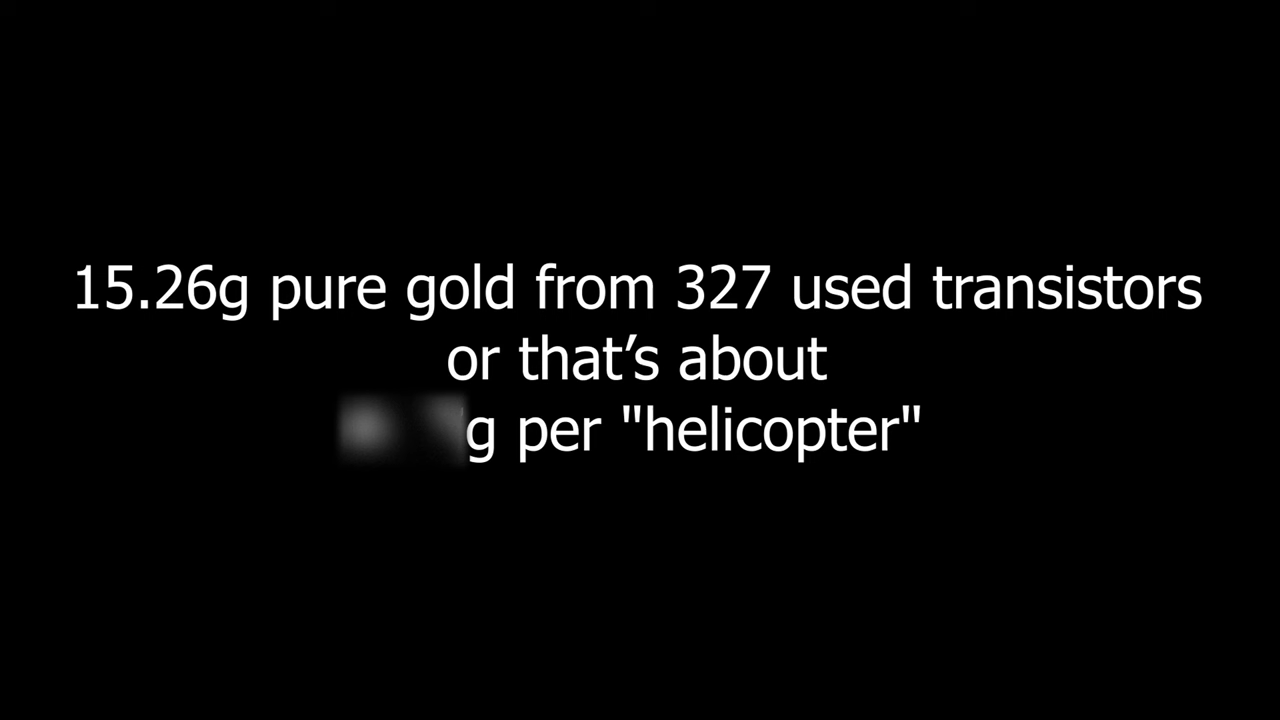 15.26g pure gold from 327 used transistors
or that’s about
g per "helicopter"